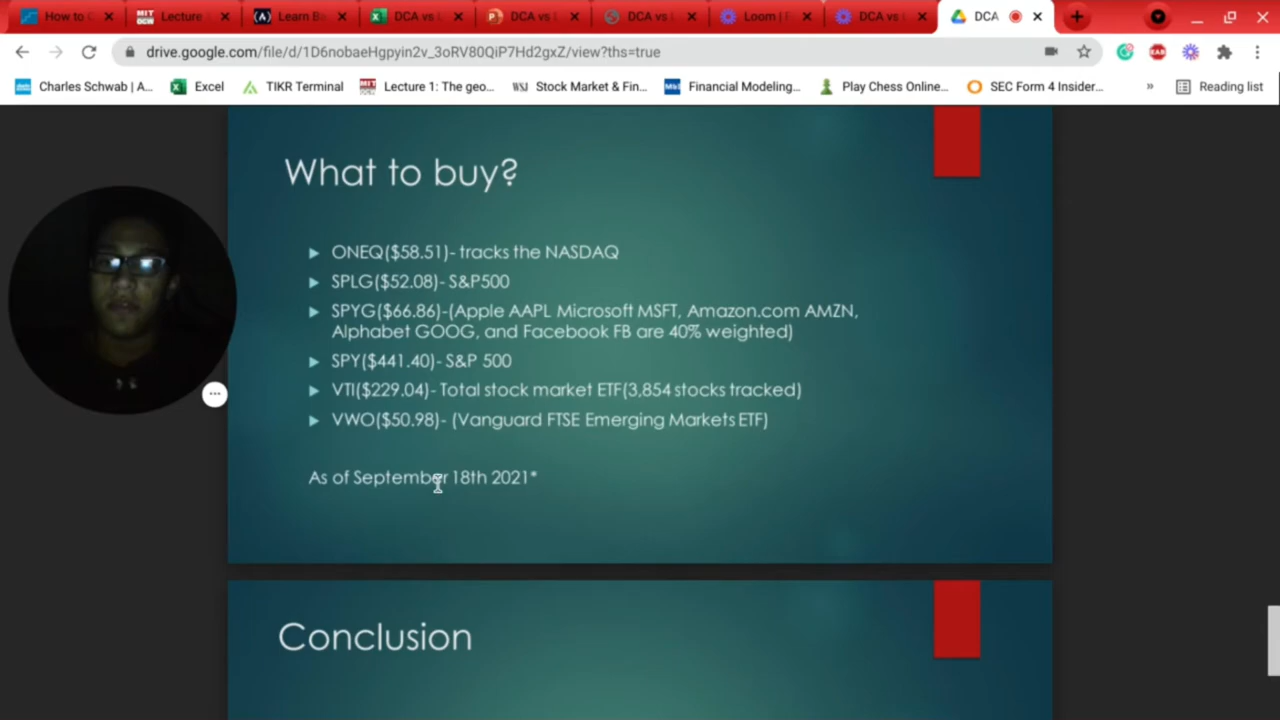 How to
Lecture
Learn Ba
DCA vs L
DCA vs L
DCA vs L
Loom | F
DCA vs L
DCA
drive.google.com/file/d/1D6nobaeHgpyin2v_3oRV80QiP7Hd2gxZ/view?ths=true
Charles Schwab | A...
Excel
TIKR Terminal
Lecture 1: The geo...
WSJ Stock Market & Fin...
Financial Modeling...
Play Chess Online...
SEC Form 4 Insider...
»
Reading list
What to buy?
ONEQ($58.51)- tracks the NASDAQ
SPLG($52.08)- S&P500
SPYG($66.86)-(Apple AAPL Microsoft MSFT, Amazon.com AMZN,
Alphabet GOOG, and Facebook FB are 40% weighted)
SPY($441.40)- S&P 500
VTI($229.04)- Total stock market ETF(3,854 stocks tracked)
VWO($50.98)- (Vanguard FTSE Emerging Markets ETF)
As of September 18th 2021*
Conclusion